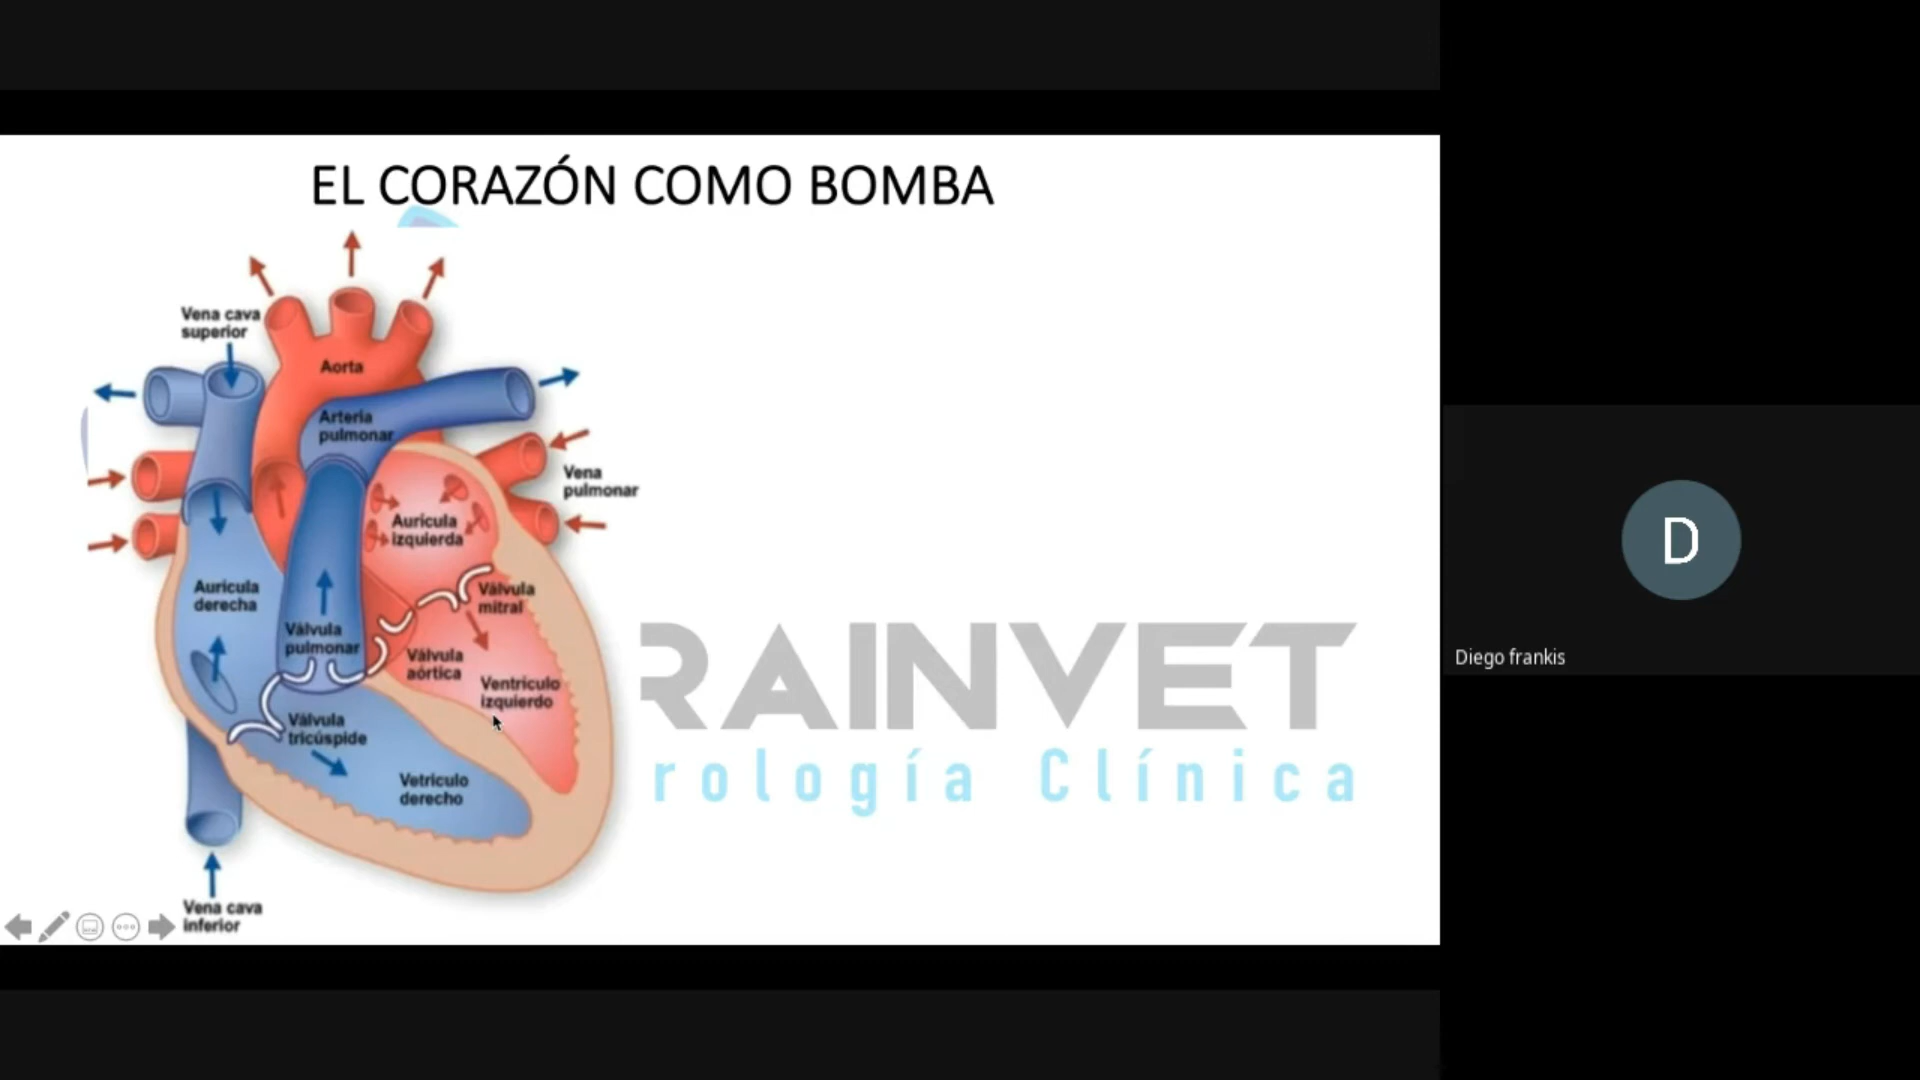 EL CORAZÓN COMO BOMBA
Vena cava
superior
Aorta
Arteria
pulmonar
Vena
pulmonar
Aurícula
izquierda
Aurícula
derecha
Válvula
mitral
Válvula
pulmonar
Válvula
aórtica
Ventrículo
izquierdo
Válvula
tricúspide
Vetrículo
derecho
Vena cava
inferior
RAINVET
rología Clínica
D
Diego frankis